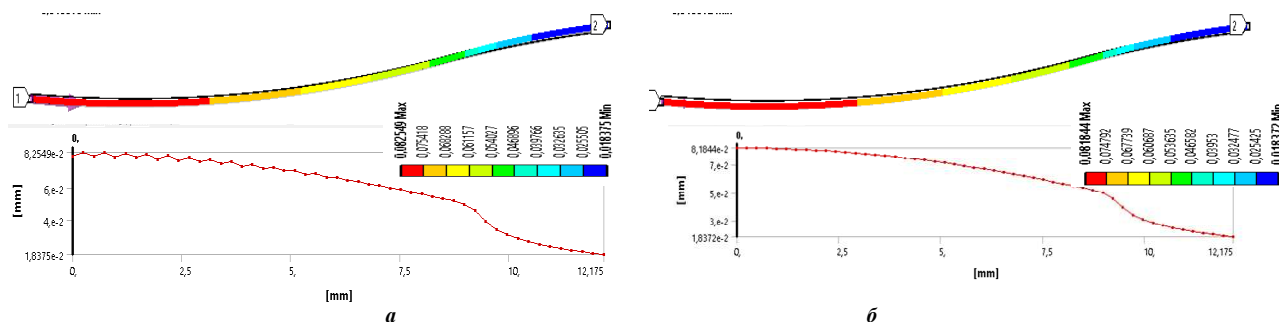 2
1
0,
8,2549e-2
6,e-2
4,e-2
1,8375e-2
[mm]
0,
2,5
5,
7,5
10,
12,175
[mm]
0,082549 Max
0,075418
0,068288
0,061157
0,054027
0,046896
0,039766
0,032635
0,025505
0,018375 Min
а
2
0,
8,1844e-2
7,e-2
5,e-2
3,e-2
1,8372e-2
[mm]
0,
2,5
5,
7,5
10,
12,175
[mm]
0,081844 Max
0,074792
0,067739
0,060687
0,053635
0,046582
0,03953
0,032477
0,025425
0,018372 Min
б